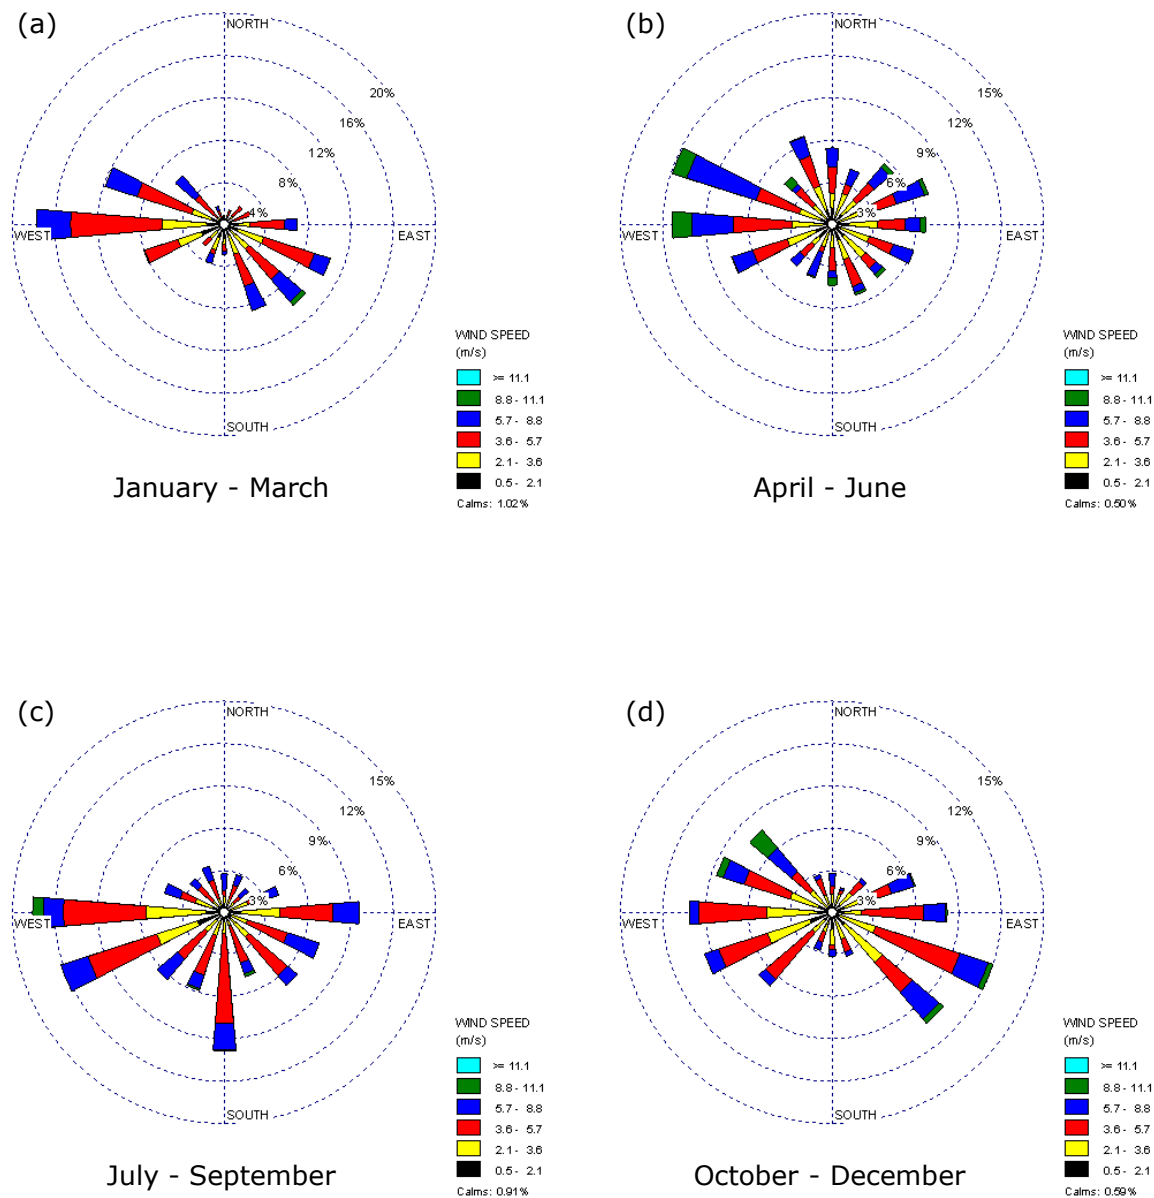 (a)
NORTH
20%
16%
12%
8%
4%
WEST
EAST
SOUTH
WIND SPEED
(m/s)
>= 11.1
8.8 - 11.1
5.7 - 8.8
3.6 - 5.7
2.1 - 3.6
0.5 - 2.1
Calms: 1.02%
January - March
(b)
NORTH
15%
12%
9%
6%
3%
WEST
EAST
SOUTH
WIND SPEED
(m/s)
>= 11.1
8.8 - 11.1
5.7 - 8.8
3.6 - 5.7
2.1 - 3.6
0.5 - 2.1
Calms: 0.50%
April - June
(c)
NORTH
15%
12%
9%
6%
3%
WEST
EAST
SOUTH
WIND SPEED
(m/s)
>= 11.1
8.8 - 11.1
5.7 - 8.8
3.6 - 5.7
2.1 - 3.6
0.5 - 2.1
Calms: 0.91%
July - September
(d)
NORTH
15%
12%
9%
6%
3%
WEST
EAST
SOUTH
WIND SPEED
(m/s)
>= 11.1
8.8 - 11.1
5.7 - 8.8
3.6 - 5.7
2.1 - 3.6
0.5 - 2.1
Calms: 0.59%
October - December